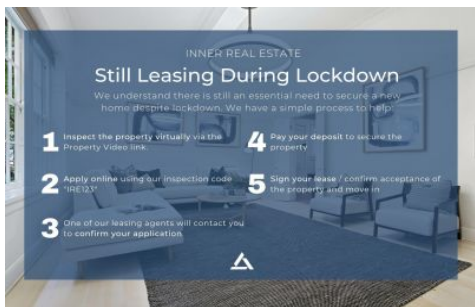 INNER REAL ESTATE
Still Leasing During Lockdown
We understand there is still an essential need to secure a new
home despite lockdown. We have a simple process to help:
1 Inspect the property virtually via the
Property Video link.
2 Apply online using our inspection code
"IRE123"
3 One of our leasing agents will contact you
to confirm your application
4 Pay your deposit to secure the
property
5 Sign your lease / confirm acceptance of
the property and move in